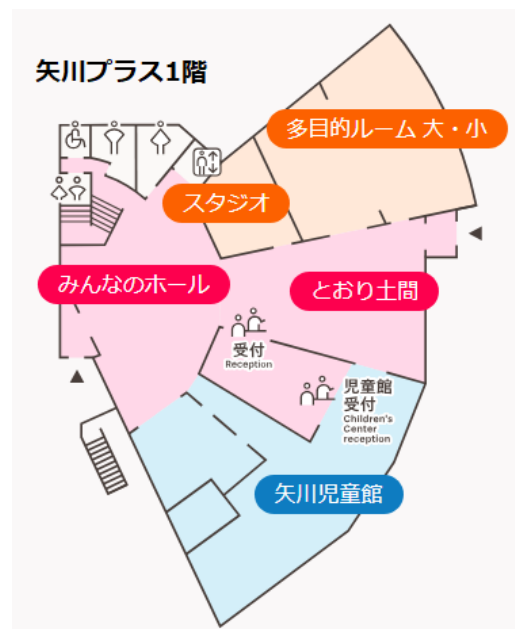 矢川プラス1階
多目的ルーム 大・小
スタジオ
みんなのホール
とおり土間
受付
Reception
児童館
受付
Children's
Center
reception
矢川児童館